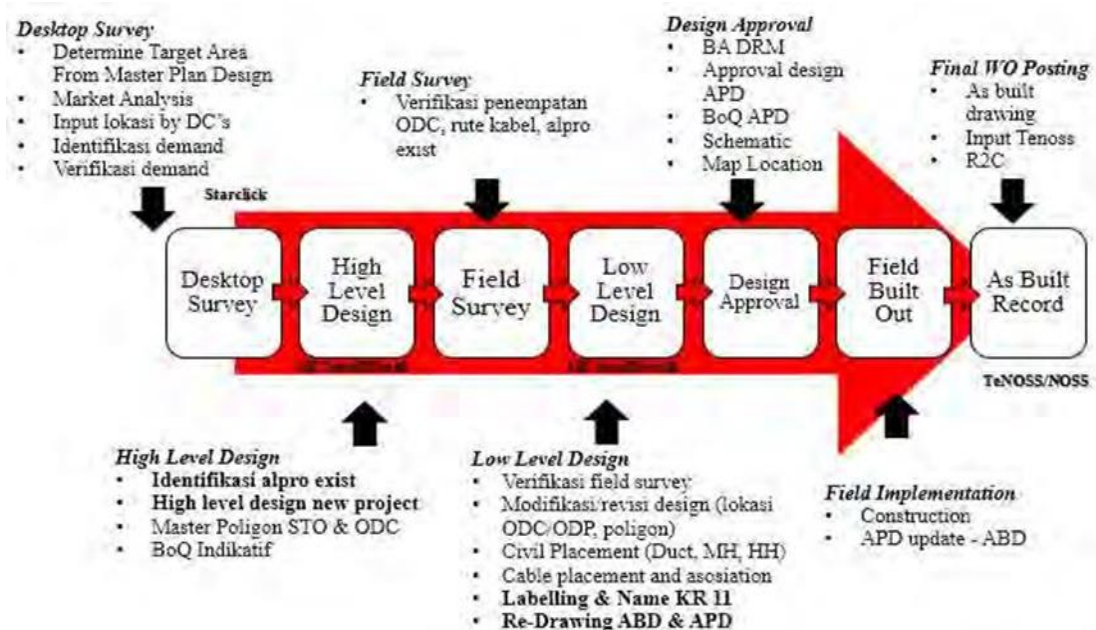 Desktop Survey
• Determine Target Area
From Master Plan Design
• Market Analysis
• Input lokasi by DC's
• Identifikasi demand
• Verifikasi demand
Field Survey
• Verifikasi penempatan
ODC, rute kabel, alpro
exist
Design Approval
• BA DRM
• Approval design
APD
• BoQ APD
• Schematic
• Map Location
Final WO Posting
• As built
drawing
• Input Tenoss
• R2C
Starclick
Desktop
Survey
High
Level
Design
Field
Survey
Low
Level
Design
Design
Approval
Field
Built
Out
As Built
Record
TeNOSS/NOSS
High Level Design
• Identifikasi alpro exist
• High level design new project
• Master Poligon STO & ODC
• BoQ Indikatif
Low Level Design
• Verifikasi field survey
• Modifikasi/revisi design (lokasi
ODC/ODP, poligon)
• Civil Placement (Duct, MH, HH)
• Cable placement and asosiation
• Labelling & Name KR 11
• Re-Drawing ABD & APD
Field Implementation
• Construction
• APD update - ABD